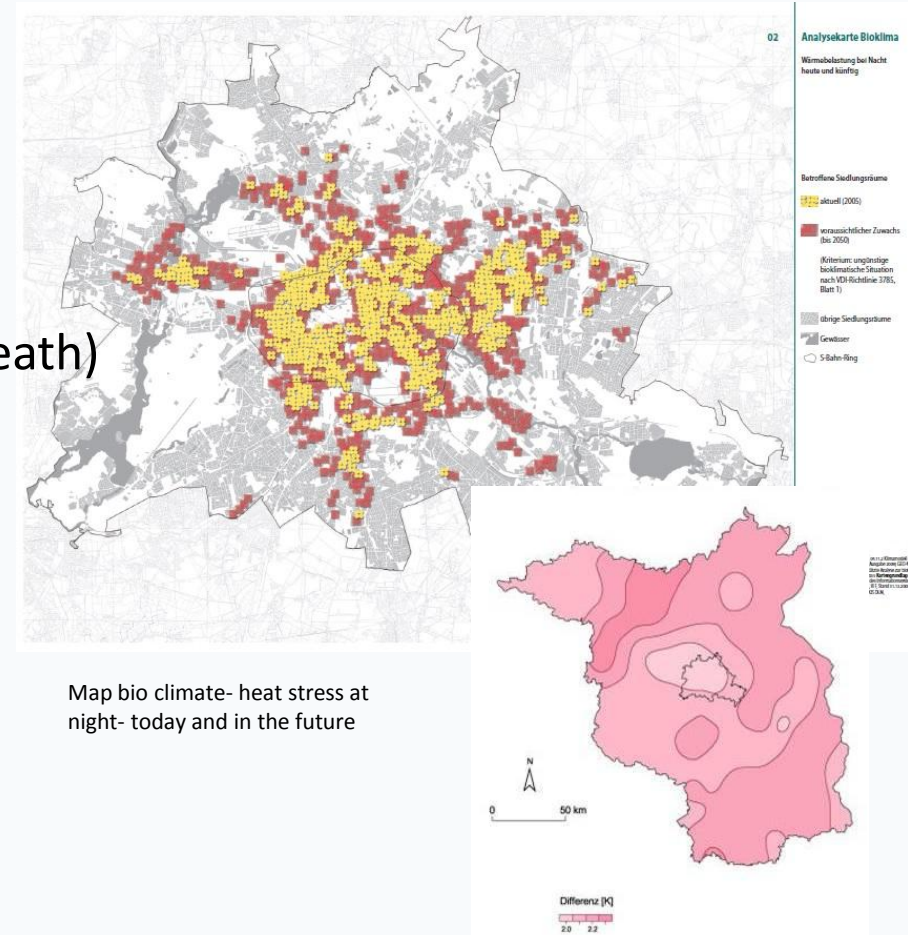 02 Analysekarte Bioklima
Wärmebelastung bei Nacht
heute und künftig
Betroffene Siedlungsräume
aktuell (2005)
voraussichtlicher Zuwachs
(bis 2050)
(Kriterium: ungünstige
bioklimatische Situation
nach VDI-Richtlinie 3785,
Blatt 1)
übrige Siedlungsräume
Gewässer
S-Bahn-Ring
eath)
Map bio climate- heat stress at
night- today and in the future
N
0 50 km
Differenz [K]
2.0 2.2